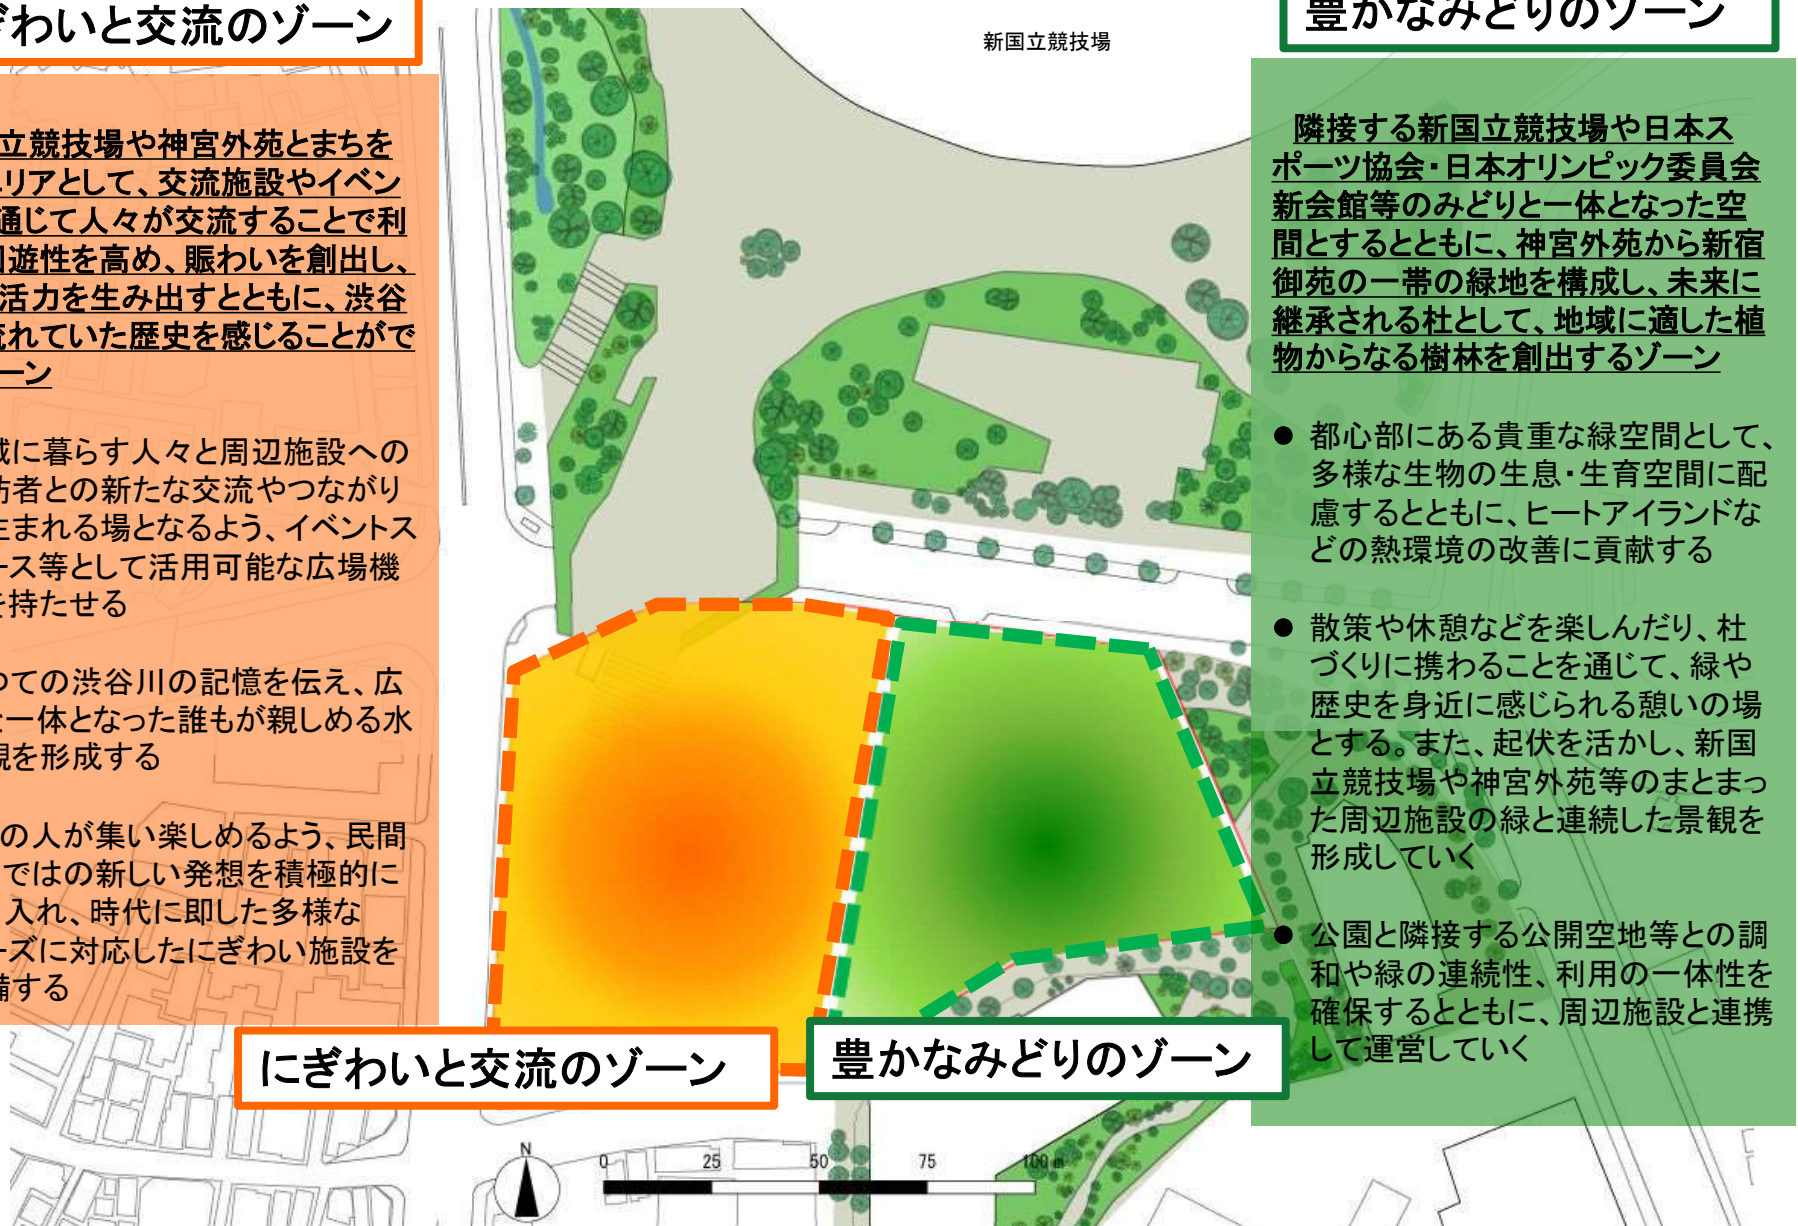 ぎわいと交流のゾーン
立競技場や神宮外苑とまちを
エリアとして、交流施設やイベン
通じて人々が交流することで利
回遊性を高め、賑わいを創出し、
活力を生み出すとともに、渋谷
流れていた歴史を感じることがで
ーン
域に暮らす人々と周辺施設への
訪者との新たな交流やつながり
生まれる場となるよう、イベントス
ース等として活用可能な広場機
を持たせる
つての渋谷川の記憶を伝え、広
と一体となった誰もが親しめる水
観を形成する
の人が集い楽しめるよう、民間
ではの新しい発想を積極的に
入れ、時代に即した多様な
ーズに対応したにぎわい施設を
備する
新国立競技場
豊かなみどりのゾーン
隣接する新国立競技場や日本ス
ポーツ協会・日本オリンピック委員会
新会館等のみどりと一体となった空
間とするとともに、神宮外苑から新宿
御苑の一帯の緑地を構成し、未来に
継承される杜として、地域に適した植
物からなる樹林を創出するゾーン
● 都心部にある貴重な緑空間として、
多様な生物の生息・生育空間に配
慮するとともに、ヒートアイランドな
どの熱環境の改善に貢献する
● 散策や休憩などを楽しんだり、杜
づくりに携わることを通じて、緑や
歴史を身近に感じられる憩いの場
とする。また、起伏を活かし、新国
立競技場や神宮外苑等のまとまっ
た周辺施設の緑と連続した景観を
形成していく
● 公園と隣接する公開空地等との調
和や緑の連続性、利用の一体性を
確保するとともに、周辺施設と連携
して運営していく
にぎわいと交流のゾーン
豊かなみどりのゾーン
N
0 25 50 75 100 m